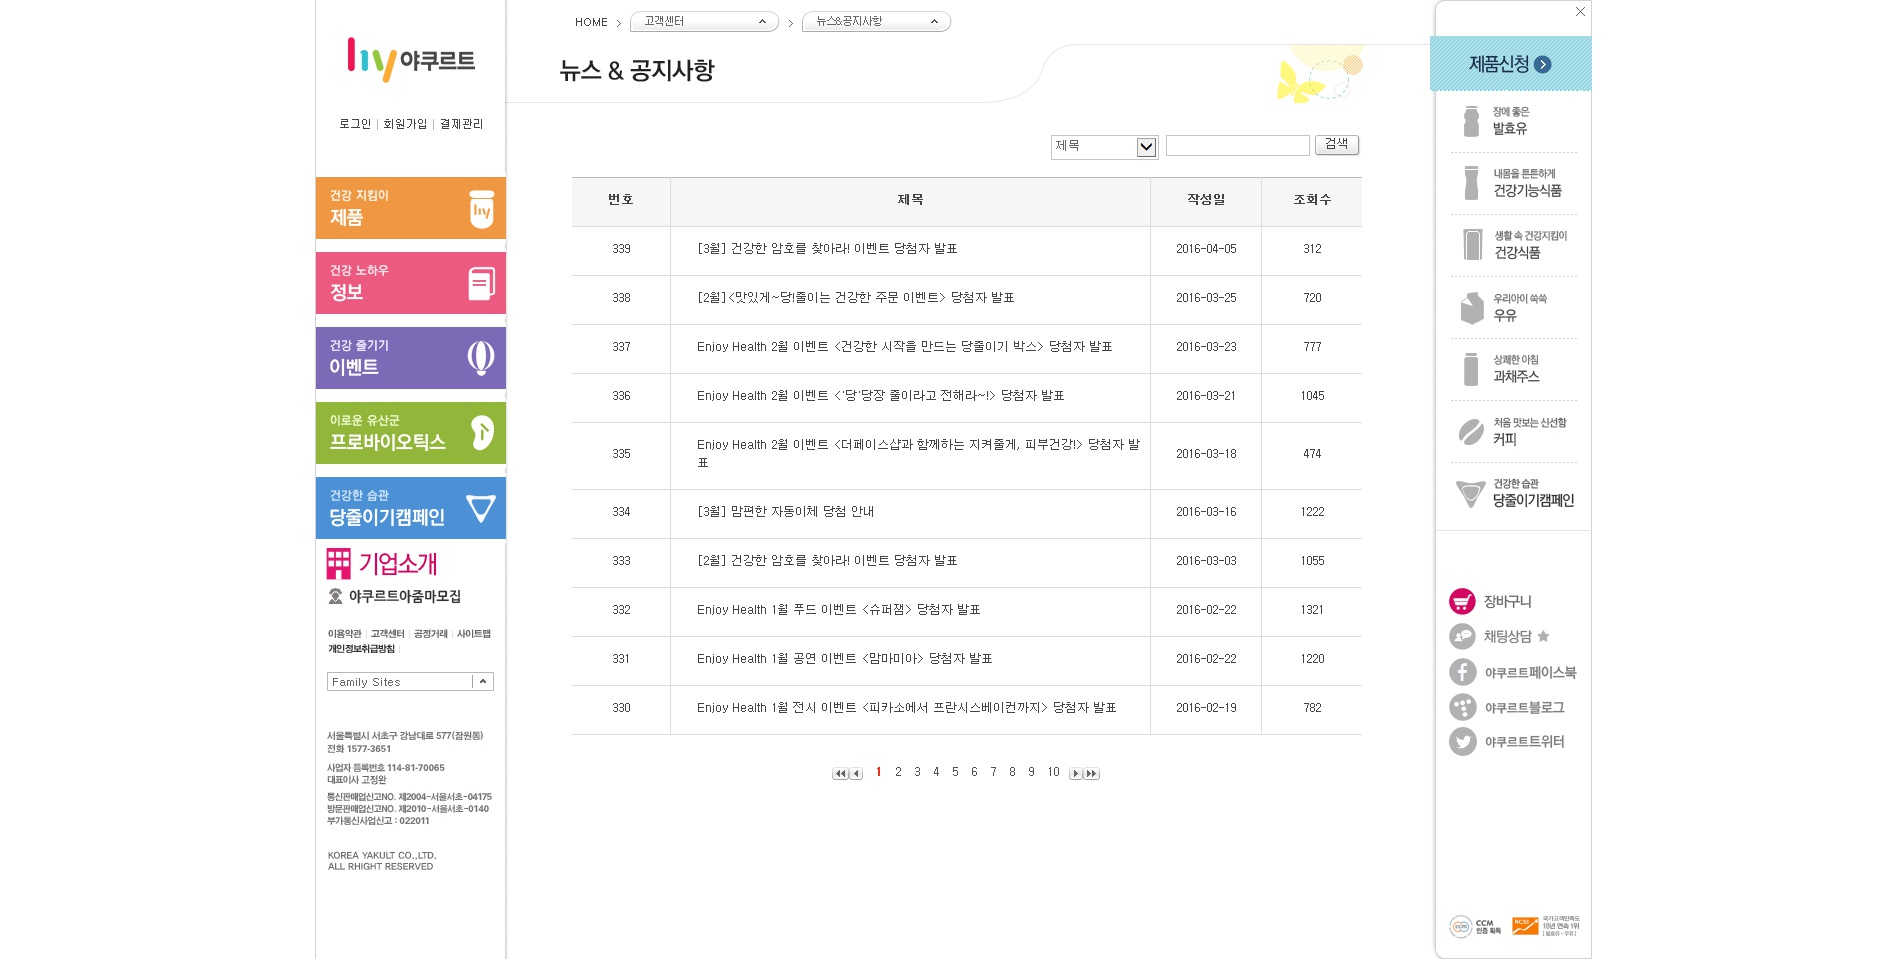 HOME > 고객센터 > 뉴스&공지사항
hy야쿠르트
로그인 | 회원가입 | 결제관리
건강 지킴이
제품
hy
건강 노하우
정보
건강 즐기기
이벤트
이로운 유산균
프로바이오틱스
건강한 습관
당줄이기캠페인
기업소개
야쿠르트아줌마모집
이용약관 | 고객센터 | 공정거래 | 사이트맵
개인정보취급방침 |
Family Sites
서울특별시 서초구 강남대로 577(잠원동)
전화 1577-3651
사업자 등록번호 114-81-70065
대표이사 고정완
통신판매업신고NO. 제2004-서울서초-04175
방문판매업신고NO. 제2010-서울서초-0140
부가통신사업신고 : 022011
KOREA YAKULT CO.,LTD.
ALL RHIGHT RESERVED
뉴스 & 공지사항
제목 검색
번호 제목 작성일 조회수
339 [3월] 건강한 암호를 찾아라! 이벤트 당첨자 발표 2016-04-05 312
338 [2월]<맛있게~당!줄이는 건강한 주문 이벤트> 당첨자 발표 2016-03-25 720
337 Enjoy Health 2월 이벤트 <건강한 시작을 만드는 당줄이기 박스> 당첨자 발표 2016-03-23 777
336 Enjoy Health 2월 이벤트 <'당'당장 줄이라고 전해라~!> 당첨자 발표 2016-03-21 1045
335 Enjoy Health 2월 이벤트 <더페이스샵과 함께하는 지켜줄게, 피부건강!> 당첨자 발
표 2016-03-18 474
334 [3월] 맘편한 자동이체 당첨 안내 2016-03-16 1222
333 [2월] 건강한 암호를 찾아라! 이벤트 당첨자 발표 2016-03-03 1055
332 Enjoy Health 1월 푸드 이벤트 <슈퍼잼> 당첨자 발표 2016-02-22 1321
331 Enjoy Health 1월 공연 이벤트 <맘마미아> 당첨자 발표 2016-02-22 1220
330 Enjoy Health 1월 전시 이벤트 <피카소에서 프란시스베이컨까지> 당첨자 발표 2016-02-19 782
1 2 3 4 5 6 7 8 9 10
제품신청
장에 좋은
발효유
내몸을 튼튼하게
건강기능식품
생활 속 건강지킴이
건강식품
우리아이 쑥쑥
우유
상쾌한 아침
과채주스
처음 맛보는 신선함
커피
건강한 습관
당줄이기캠페인
장바구니
채팅상담 ★
야쿠르트페이스북
야쿠르트블로그
야쿠르트트위터
ccm
CCM
인증 획득
NCSI
국가고객만족도
18년 연속 1위
[발효유·우유]